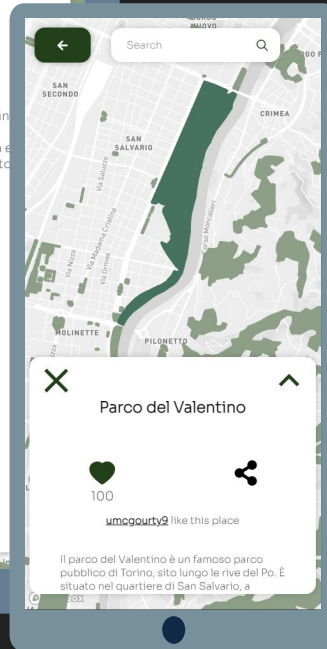 BORGO
NUOVO
Search
SAN
SECONDO
CRIMEA
SAN
SALVARIO
Via Saluzzo
Via Madama Cristina
Corso Moncalieri
Via Ormea
Via Nizza
MOLINETTE
PILONETTO
Parco del Valentino
100
umcgourty9 like this place
Il parco del Valentino è un famoso parco
pubblico di Torino, sito lungo le rive del Po. È
situato nel quartiere di San Salvario, a